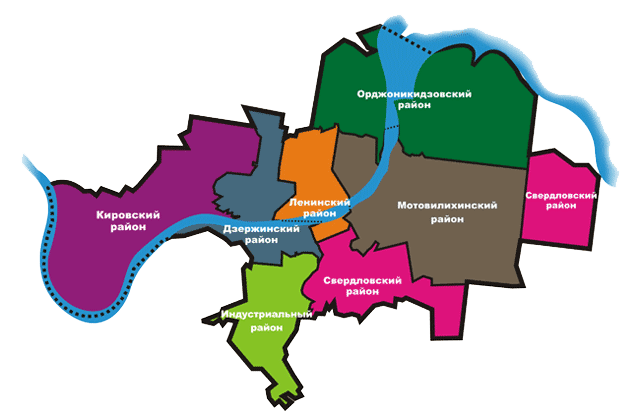 Орджоникидзовский
район
Свердловский
район
Ленинский
район
Мотовилихинский
район
Кировский
район
Дзержинский
район
Свердловский
район
Индустриальный
район